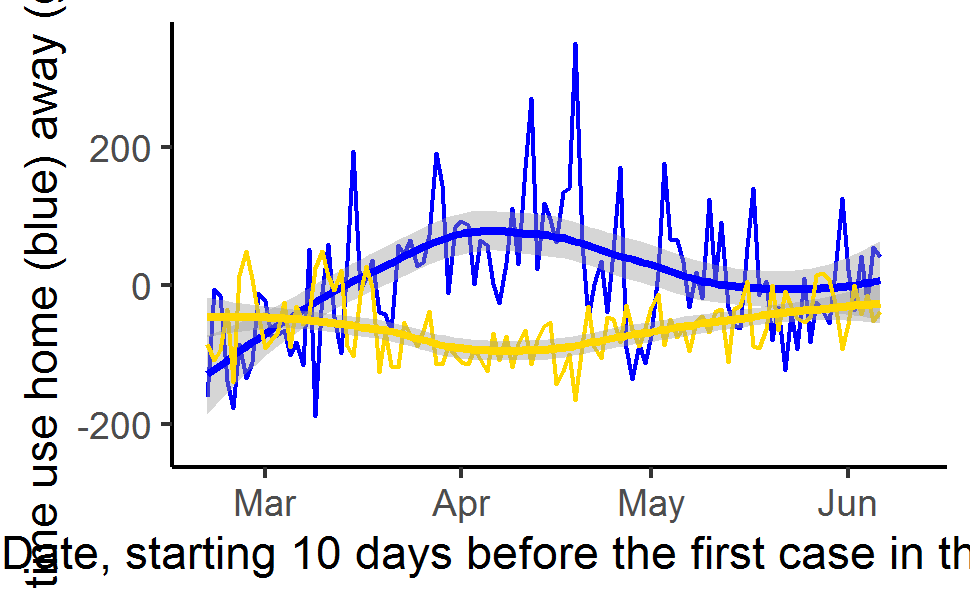 time use home (blue) away (
200
0
-200
Mar Apr May Jun
Date, starting 10 days before the first case in th